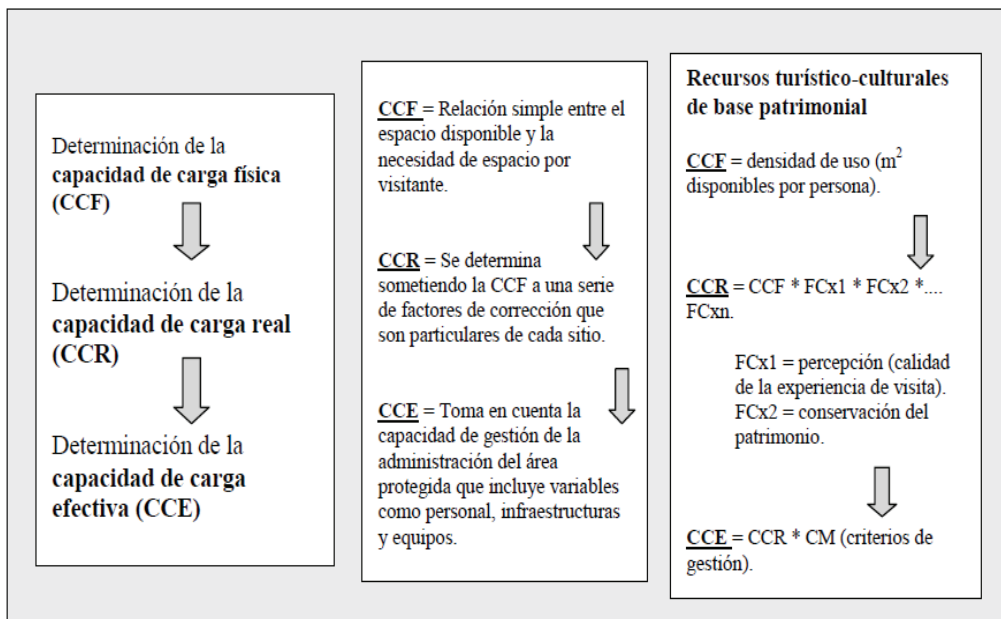 Determinación de la
capacidad de carga física
(CCF)
Determinación de la
capacidad de carga real
(CCR)
Determinación de la
capacidad de carga
efectiva (CCE)
CCF = Relación simple entre el
espacio disponible y la
necesidad de espacio por
visitante.
CCR = Se determina
sometiendo la CCF a una serie
de factores de corrección que
son particulares de cada sitio.
CCE = Toma en cuenta la
capacidad de gestión de la
administración del área
protegida que incluye variables
como personal, infraestructuras
y equipos.
Recursos turístico-culturales
de base patrimonial
CCF = densidad de uso (m²
disponibles por persona).
CCR = CCF * FCx1 * FCx2 *....
FCxn.
FCx1 = percepción (calidad
de la experiencia de visita).
FCx2 = conservación del
patrimonio.
CCE = CCR * CM (criterios de
gestión).